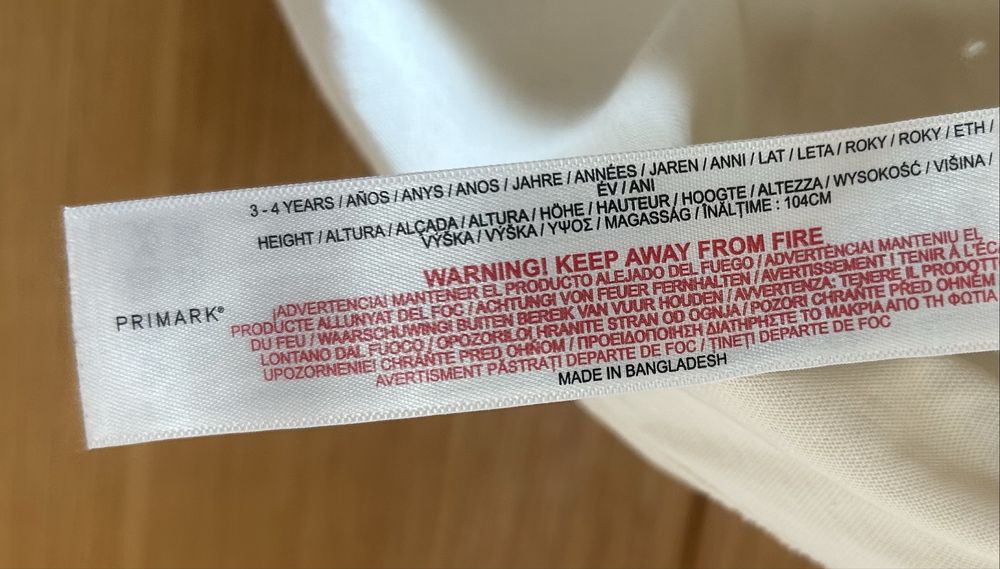 3 - 4 YEARS / AÑOS / ANYS / ANOS / JAHRE / ANNÉES / JAREN / ANNI / LAT / LETA / ROKY / ROKY / ETH /
ÉV / ANI
HEIGHT / ALTURA / ALÇADA / ALTURA / HÖHE / HAUTEUR / HOOGTE / ALTEZZA / WYSOKOŚĆ / VIŠINA /
VÝŠKA / VÝŠKA / ΥΨΟΣ / MAGASSÁG / ÎNĂLȚIME : 104CM
PRIMARK®
WARNING! KEEP AWAY FROM FIRE
¡ADVERTENCIA! MANTENER EL PRODUCTO ALEJADO DEL FUEGO / ADVERTÈNCIA! MANTENIU EL
PRODUCTE ALLUNYAT DEL FOC / ACHTUNG! VON FEUER FERNHALTEN / AVERTISSEMENT ! TENIR À L'ÉC
DU FEU / WAARSCHUWING! BUITEN BEREIK VAN VUUR HOUDEN / AVVERTENZA: TENERE IL PRODOTT
LONTANO DAL FUOCO / OPOZORILO! HRANITE STRAN OD OGNJA / POZOR! CHRÁNTE PŘED OHNĚM
UPOZORNENIE! CHRÁŇTE PRED OHŇOM / ΠΡΟΕΙΔΟΠΟΙΗΣΗ ΔΙΑΤΗΡΗΣΤΕ ΤΟ ΜΑΚΡΙΑ ΑΠΟ ΤΗ ΦΩΤΙΑ
AVERTISMENT PĂSTRAȚI DEPARTE DE FOC / ȚINEȚI DEPARTE DE FOC
MADE IN BANGLADESH